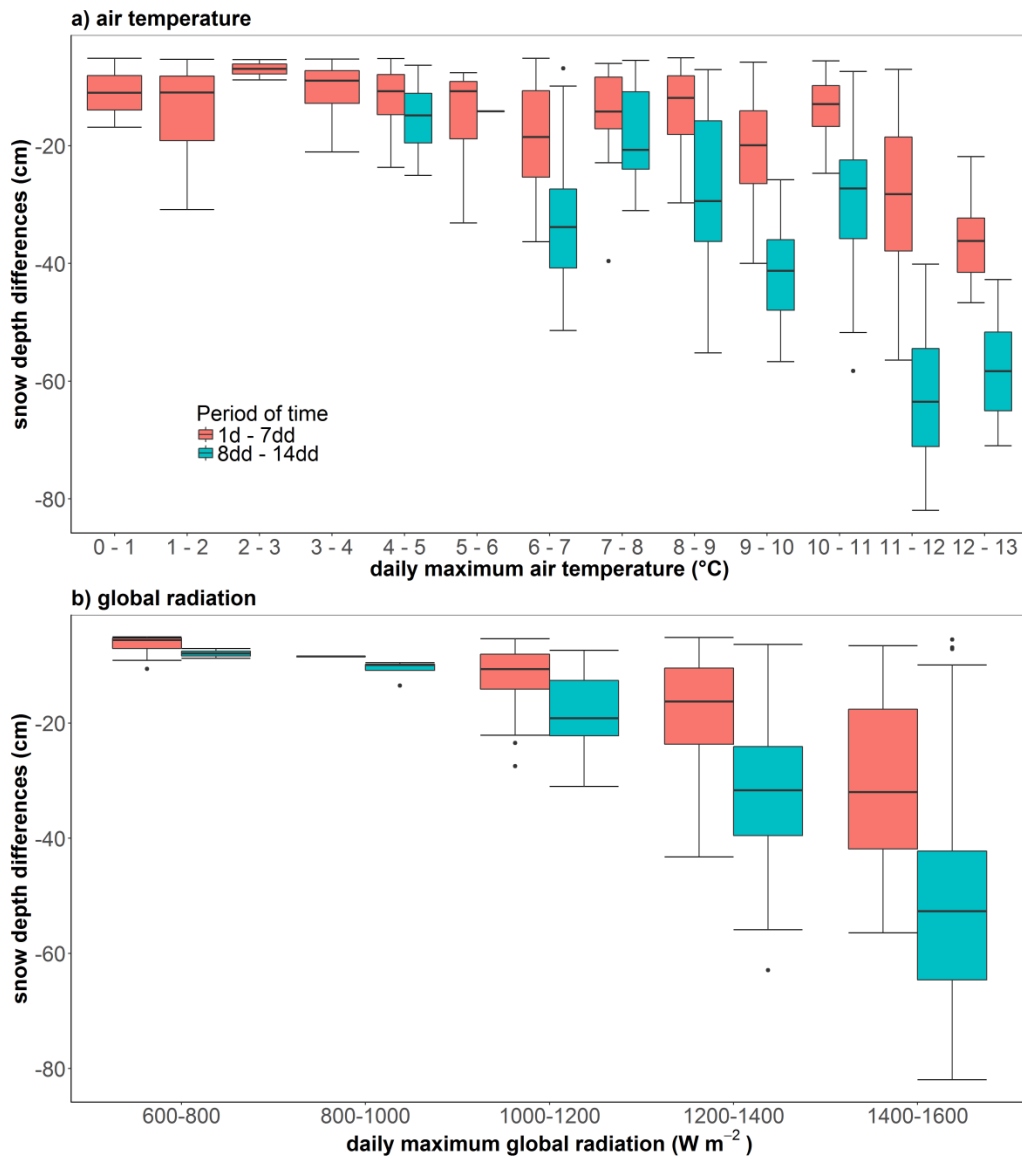 a) air temperature
snow depth differences (cm)
-20
-40
-60
-80
Period of time
1d - 7dd
8dd - 14dd
0 - 1 1 - 2 2 - 3 3 - 4 4 - 5 5 - 6 6 - 7 7 - 8 8 - 9 9 - 10 10 - 11 11 - 12 12 - 13
daily maximum air temperature (°C)
b) global radiation
snow depth differences (cm)
-20
-40
-60
-80
600-800 800-1000 1000-1200 1200-1400 1400-1600
daily maximum global radiation (W m⁻²)